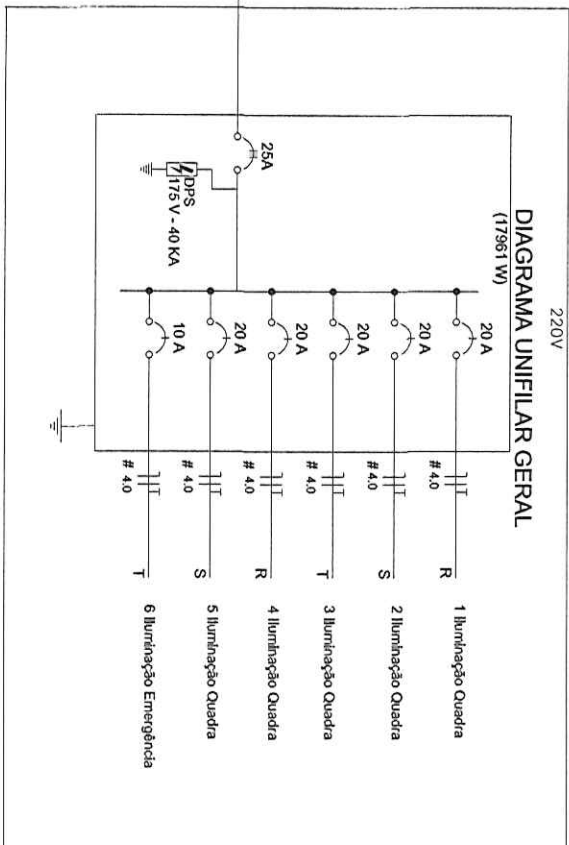 220V
DIAGRAMA UNIFILAR GERAL
(17961 W)
25A
DPS
175 V - 40 KA
20 A
# 4.0
R
1 Iluminação Quadra
20 A
# 4.0
S
2 Iluminação Quadra
20 A
# 4.0
T
3 Iluminação Quadra
20 A
# 4.0
R
4 Iluminação Quadra
20 A
# 4.0
S
5 Iluminação Quadra
10 A
# 4.0
T
6 Iluminação Emergência